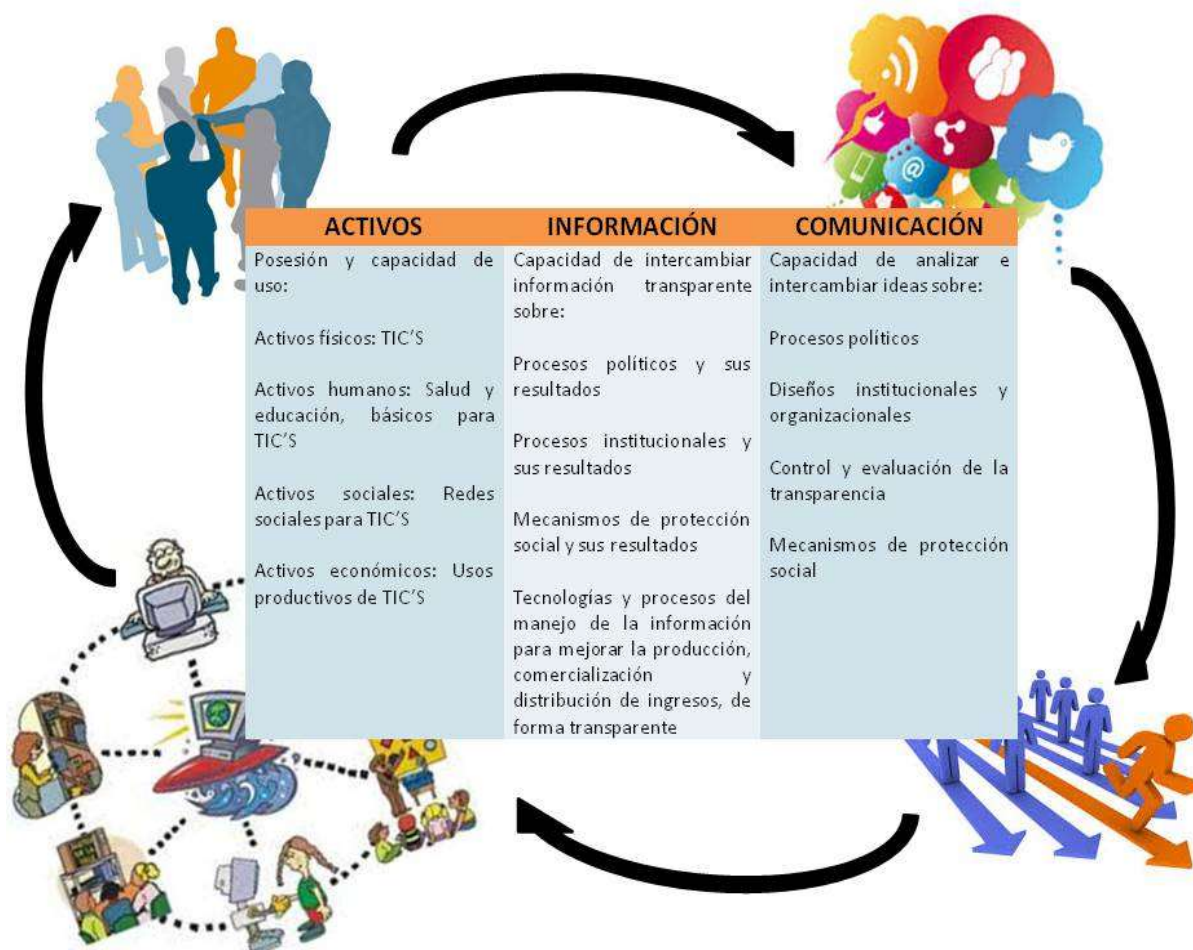 ACTIVOS
Posesión y capacidad de
uso:
Activos físicos: TIC'S
Activos humanos: Salud y
educación, básicos para
TIC'S
Activos sociales: Redes
sociales para TIC'S
Activos económicos: Usos
productivos de TIC'S
INFORMACIÓN
Capacidad de intercambiar
información transparente
sobre:
Procesos políticos y sus
resultados
Procesos institucionales y
sus resultados
Mecanismos de protección
social y sus resultados
Tecnologías y procesos del
manejo de la información
para mejorar la producción,
comercialización y
distribución de ingresos, de
forma transparente
COMUNICACIÓN
Capacidad de analizar e
intercambiar ideas sobre:
Procesos políticos
Diseños institucionales y
organizacionales
Control y evaluación de la
transparencia
Mecanismos de protección
social